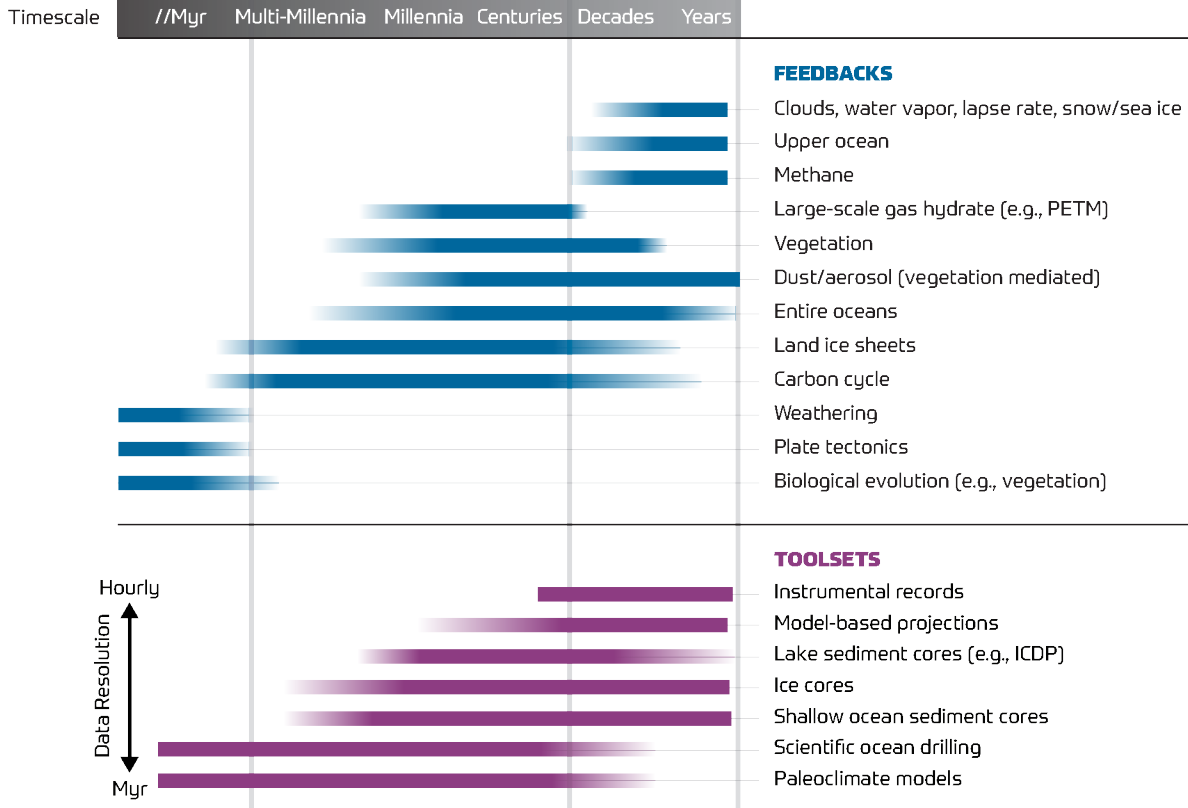 Timescale //Myr Multi-Millennia Millennia Centuries Decades Years
FEEDBACKS
Clouds, water vapor, lapse rate, snow/sea ice
Upper ocean
Methane
Large-scale gas hydrate (e.g., PETM)
Vegetation
Dust/aerosol (vegetation mediated)
Entire oceans
Land ice sheets
Carbon cycle
Weathering
Plate tectonics
Biological evolution (e.g., vegetation)
TOOLSETS
Hourly
Data Resolution
Myr
Instrumental records
Model-based projections
Lake sediment cores (e.g., ICDP)
Ice cores
Shallow ocean sediment cores
Scientific ocean drilling
Paleoclimate models